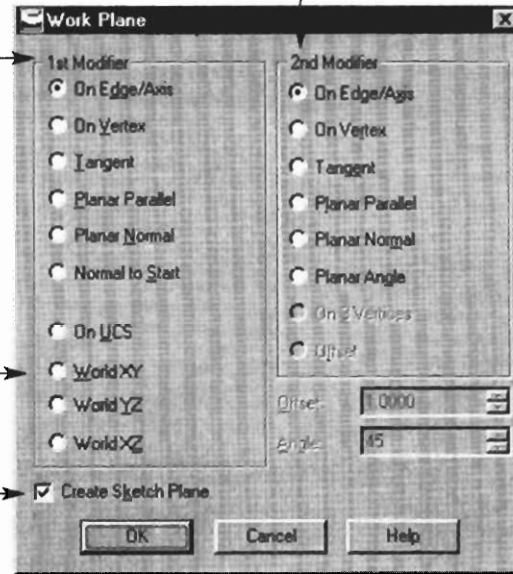 Work Plane
1st Modifier
On Edge/Axis
On Vertex
Tangent
Planar Parallel
Planar Normal
Normal to Start
On UCS
World XY
World YZ
World XZ
2nd Modifier
On Edge/Axis
On Vertex
Tangent
Planar Parallel
Planar Normal
Planar Angle
On 3 Vertices
Offset
Offset: 1.0000
Angle: 45
Create Sketch Plane
OK Cancel Help